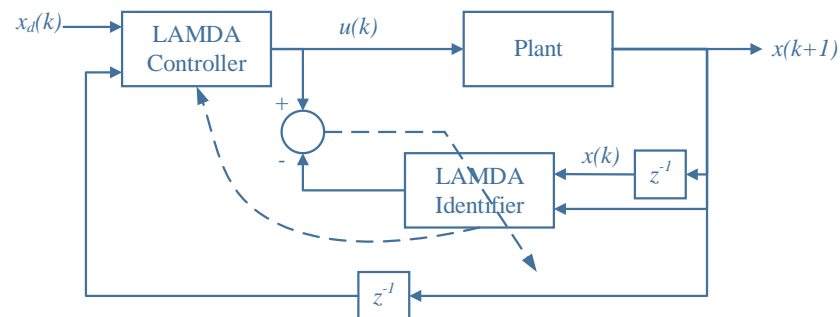 x_d(k)
LAMDA
Controller
u(k)
Plant
x(k+1)
+
-
LAMDA
Identifier
x(k)
z^{-1}
z^{-1}